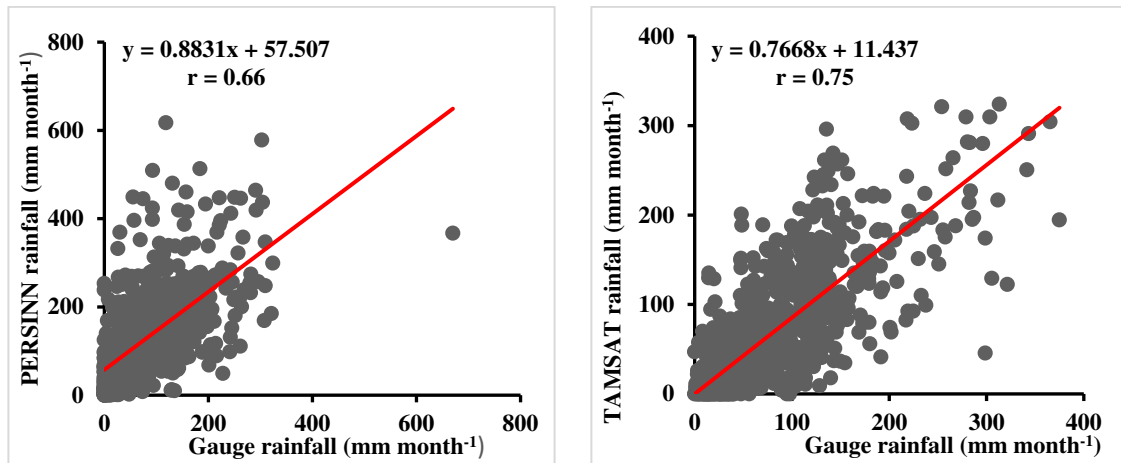 y = 0.8831x + 57.507
r = 0.66
PERSINN rainfall (mm month⁻¹)
800
600
400
200
0
0 200 400 600 800
Gauge rainfall (mm month⁻¹)
y = 0.7668x + 11.437
r = 0.75
TAMSAT rainfall (mm month⁻¹)
400
300
200
100
0
0 100 200 300 400
Gauge rainfall (mm month⁻¹)